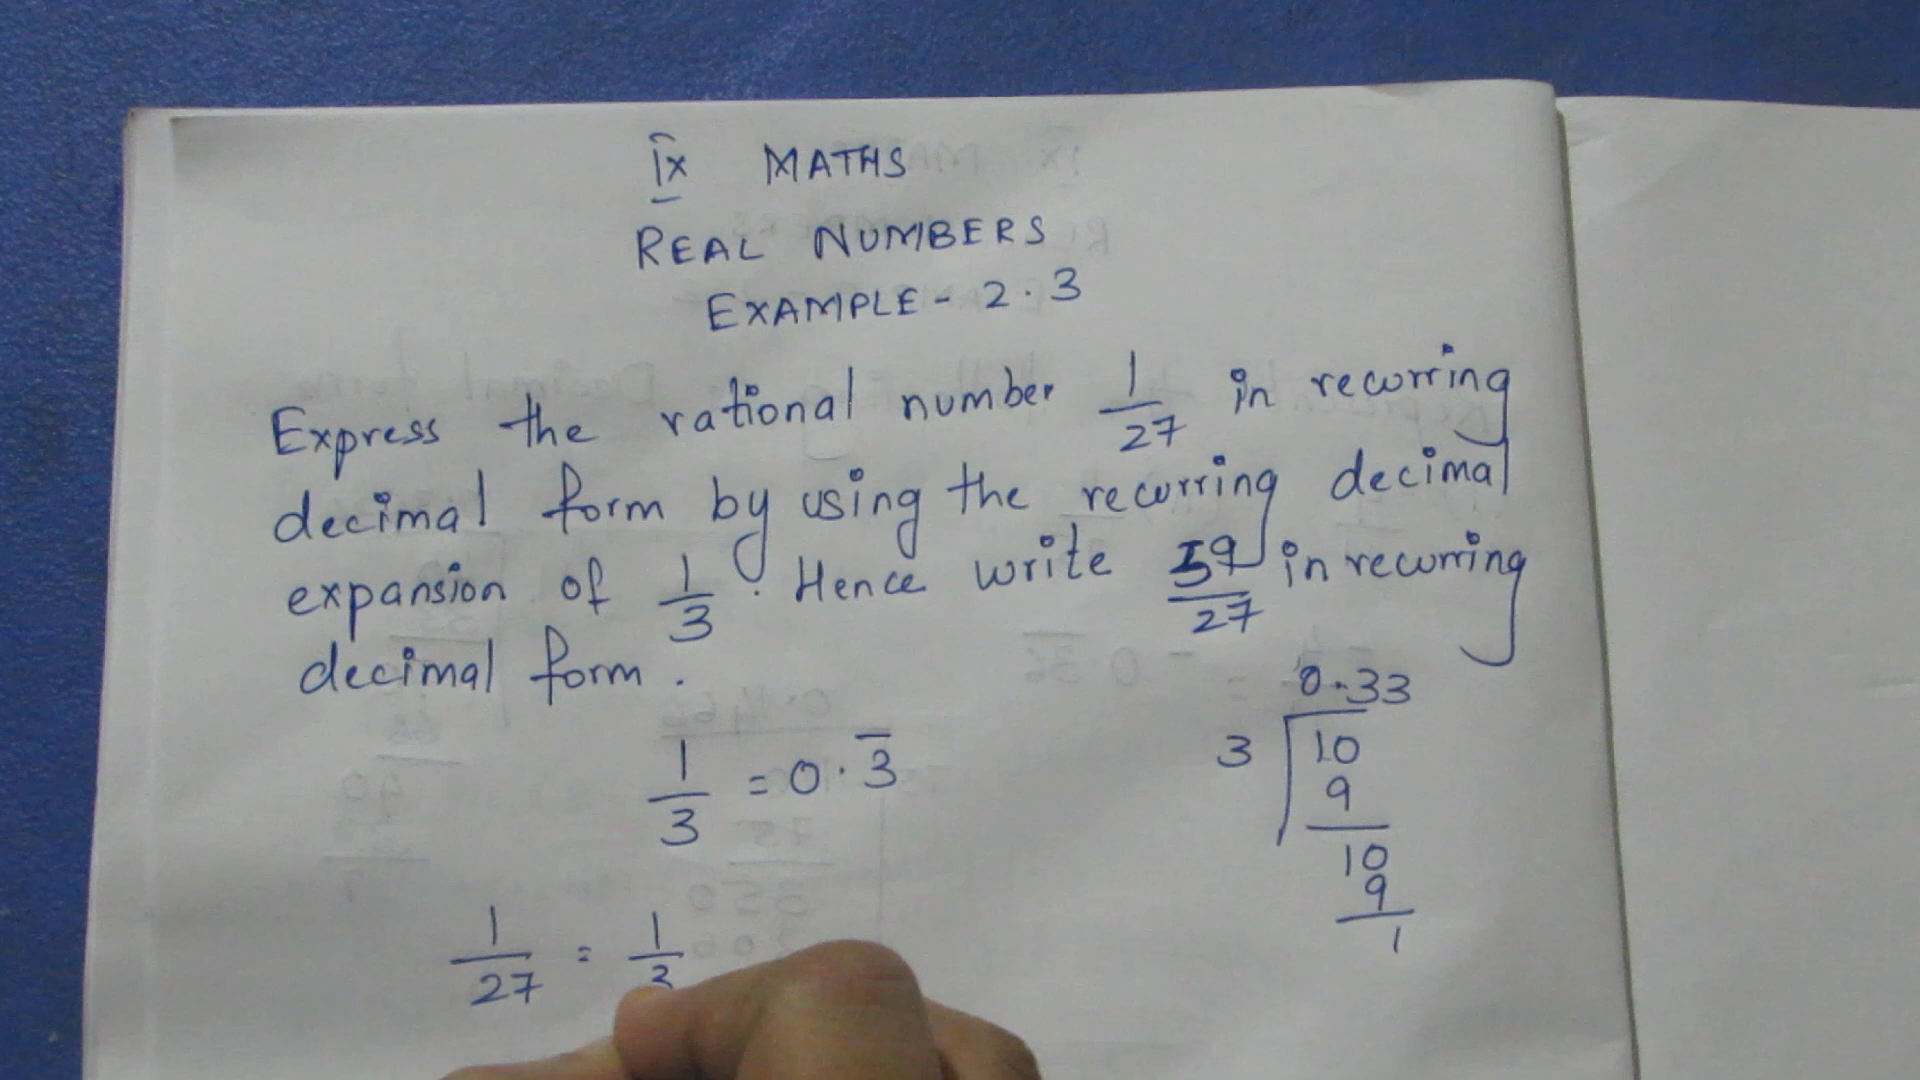 IX MATHS
REAL NUMBERS
EXAMPLE - 2.3
Express the rational number 1/27 in recurring
decimal form by using the recurring decimal
expansion of 1/3. Hence write 59/27 in recurring
decimal form.
1/3 = 0.3̅
0.33
3 10
9
10
9
1
1/27 = 1/3